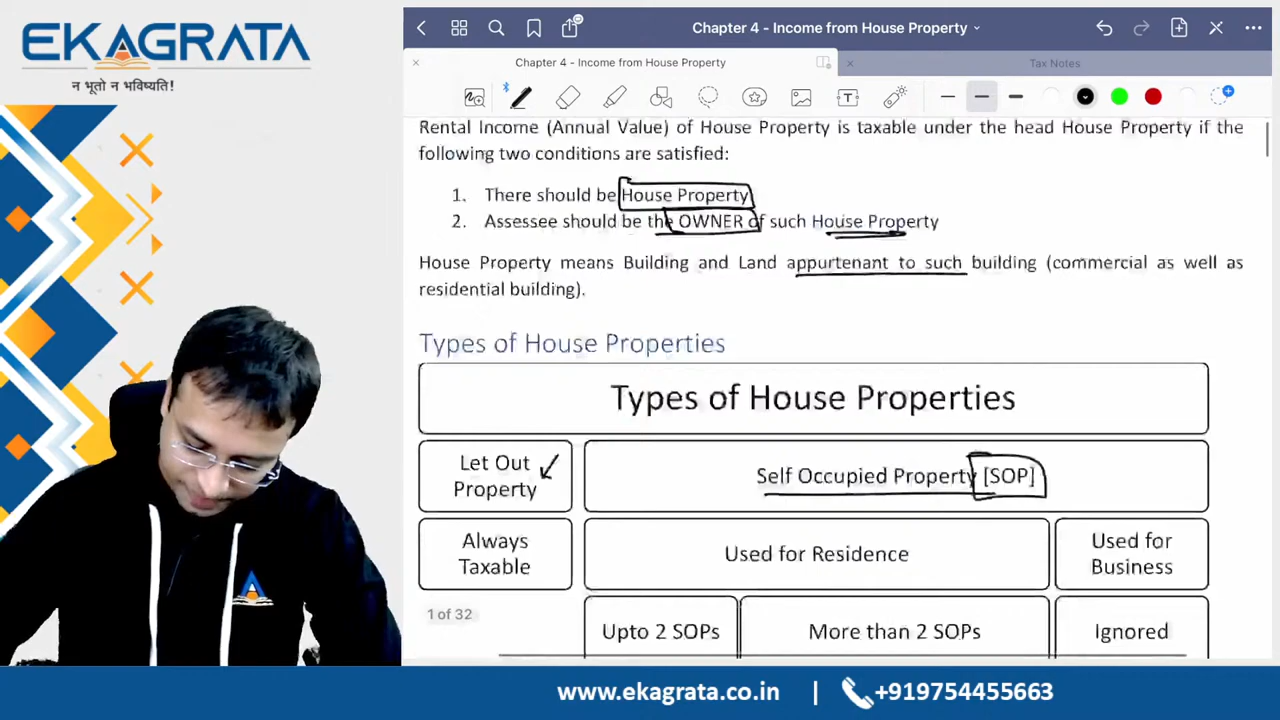 EKAGRATA
न भूतो न भविष्यति!
Chapter 4 - Income from House Property
Chapter 4 - Income from House Property
Tax Notes
Rental Income (Annual Value) of House Property is taxable under the head House Property if the
following two conditions are satisfied:
1. There should be House Property
2. Assessee should be the OWNER of such House Property
House Property means Building and Land appurtenant to such building (commercial as well as
residential building).
Types of House Properties
Types of House Properties
Let Out
Property
Self Occupied Property [SOP]
Always
Taxable
Used for Residence
Used for
Business
1 of 32
Upto 2 SOPs
More than 2 SOPs
Ignored
www.ekagrata.co.in | +919754455663